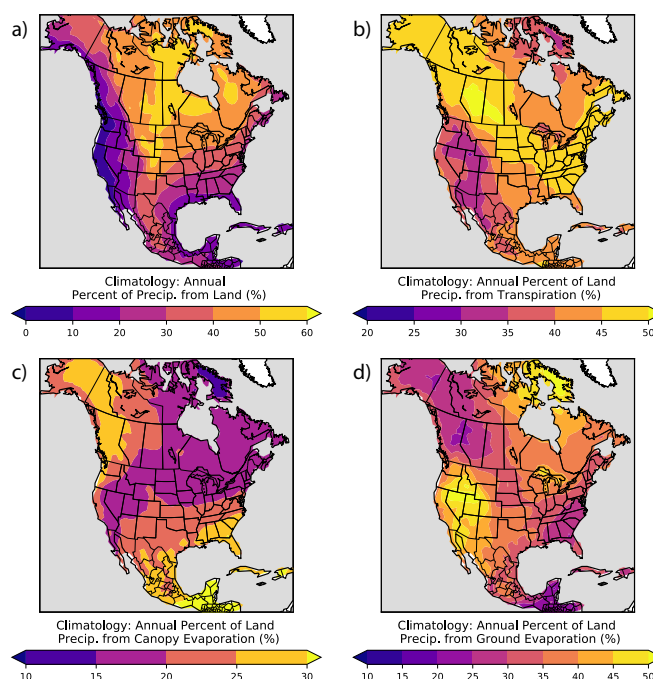 a)
b)
Climatology: Annual
Percent of Precip. from Land (%)
0 10 20 30 40 50 60
Climatology: Annual Percent of Land
Precip. from Transpiration (%)
20 25 30 35 40 45 50
c)
d)
Climatology: Annual Percent of Land
Precip. from Canopy Evaporation (%)
10 15 20 25 30
Climatology: Annual Percent of Land
Precip. from Ground Evaporation (%)
10 15 20 25 30 35 40 45 50